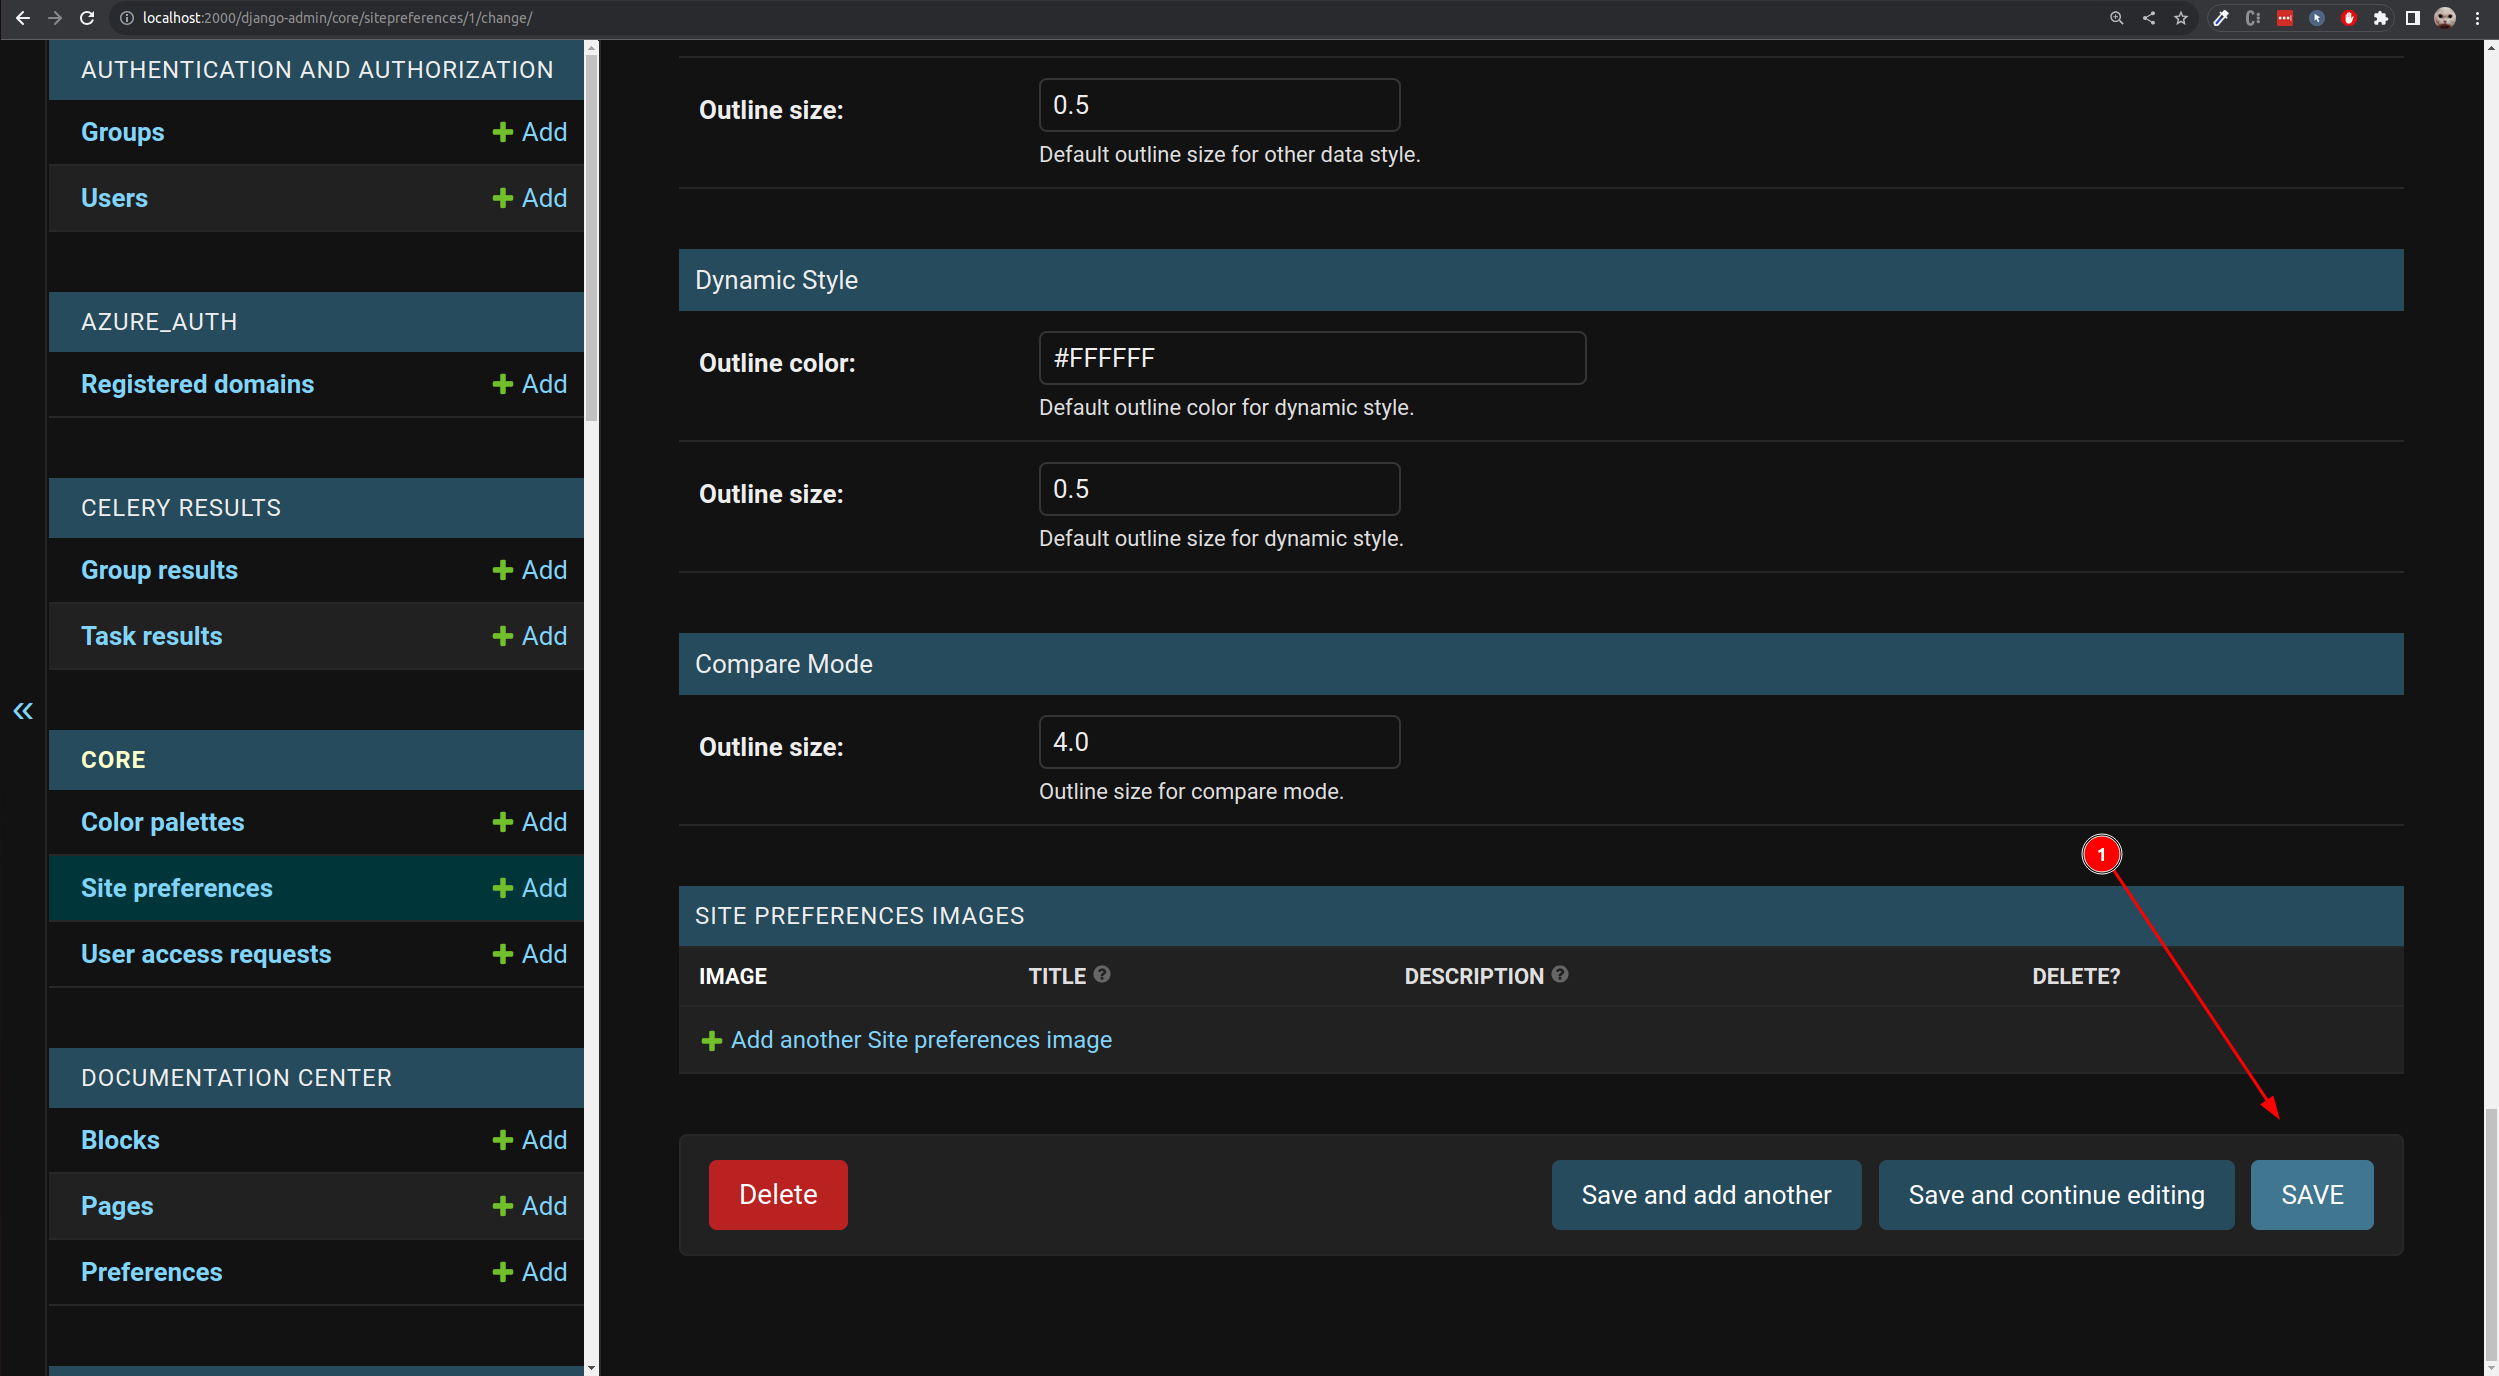 localhost:2000/django-admin/core/sitepreferences/1/change/
AUTHENTICATION AND AUTHORIZATION
Groups
Add
Users
Add
AZURE_AUTH
Registered domains
Add
CELERY RESULTS
Group results
Add
Task results
Add
«
CORE
Color palettes
Add
Site preferences
Add
User access requests
Add
DOCUMENTATION CENTER
Blocks
Add
Pages
Add
Preferences
Add
Outline size:
0.5
Default outline size for other data style.
Dynamic Style
Outline color:
#FFFFFF
Default outline color for dynamic style.
Outline size:
0.5
Default outline size for dynamic style.
Compare Mode
Outline size:
4.0
Outline size for compare mode.
1
SITE PREFERENCES IMAGES
IMAGE TITLE ? DESCRIPTION ? DELETE?
Add another Site preferences image
Delete
Save and add another
Save and continue editing
SAVE